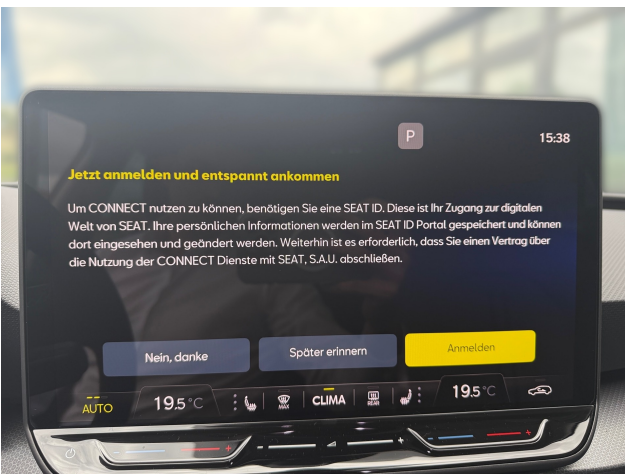 P
15:38
Jetzt anmelden und entspannt ankommen
Um CONNECT nutzen zu können, benötigen Sie eine SEAT ID. Diese ist Ihr Zugang zur digitalen
Welt von SEAT. Ihre persönlichen Informationen werden im SEAT ID Portal gespeichert und können
dort eingesehen und geändert werden. Weiterhin ist es erforderlich, dass Sie einen Vertrag über
die Nutzung der CONNECT Dienste mit SEAT, S.A.U. abschließen.
Nein, danke
Später erinnern
Anmelden
AUTO
19.5 °C
MAX
CLIMA
REAR
19.5 °C
- +
- +
- +